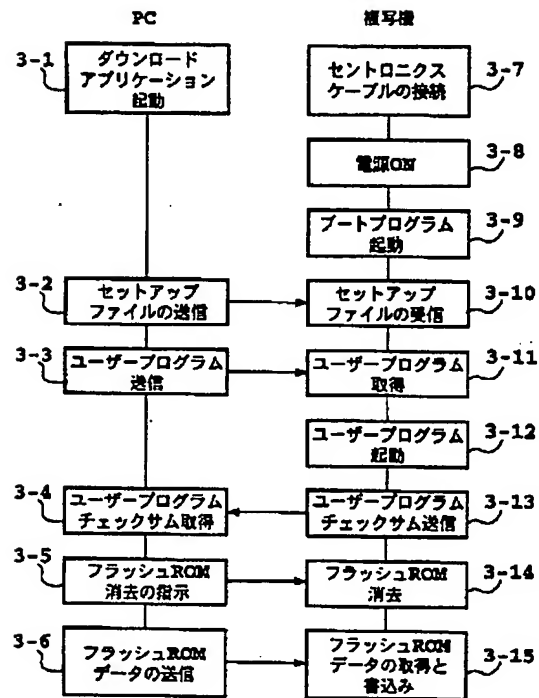 PC
複写機
3-1
ダウンロード
アプリケーション
起動
セントロニクス
ケーブルの接続
3-7
電源ON
3-8
ブートプログラム
起動
3-9
3-2
セットアップ
ファイルの送信
セットアップ
ファイルの受信
3-10
3-3
ユーザープログラム
送信
ユーザープログラム
取得
3-11
ユーザープログラム
起動
3-12
3-4
ユーザープログラム
チェックサム取得
ユーザープログラム
チェックサム送信
3-13
3-5
フラッシュROM
消去の指示
フラッシュROM
消去
3-14
3-6
フラッシュROM
データの送信
フラッシュROM
データの取得と
書込み
3-15